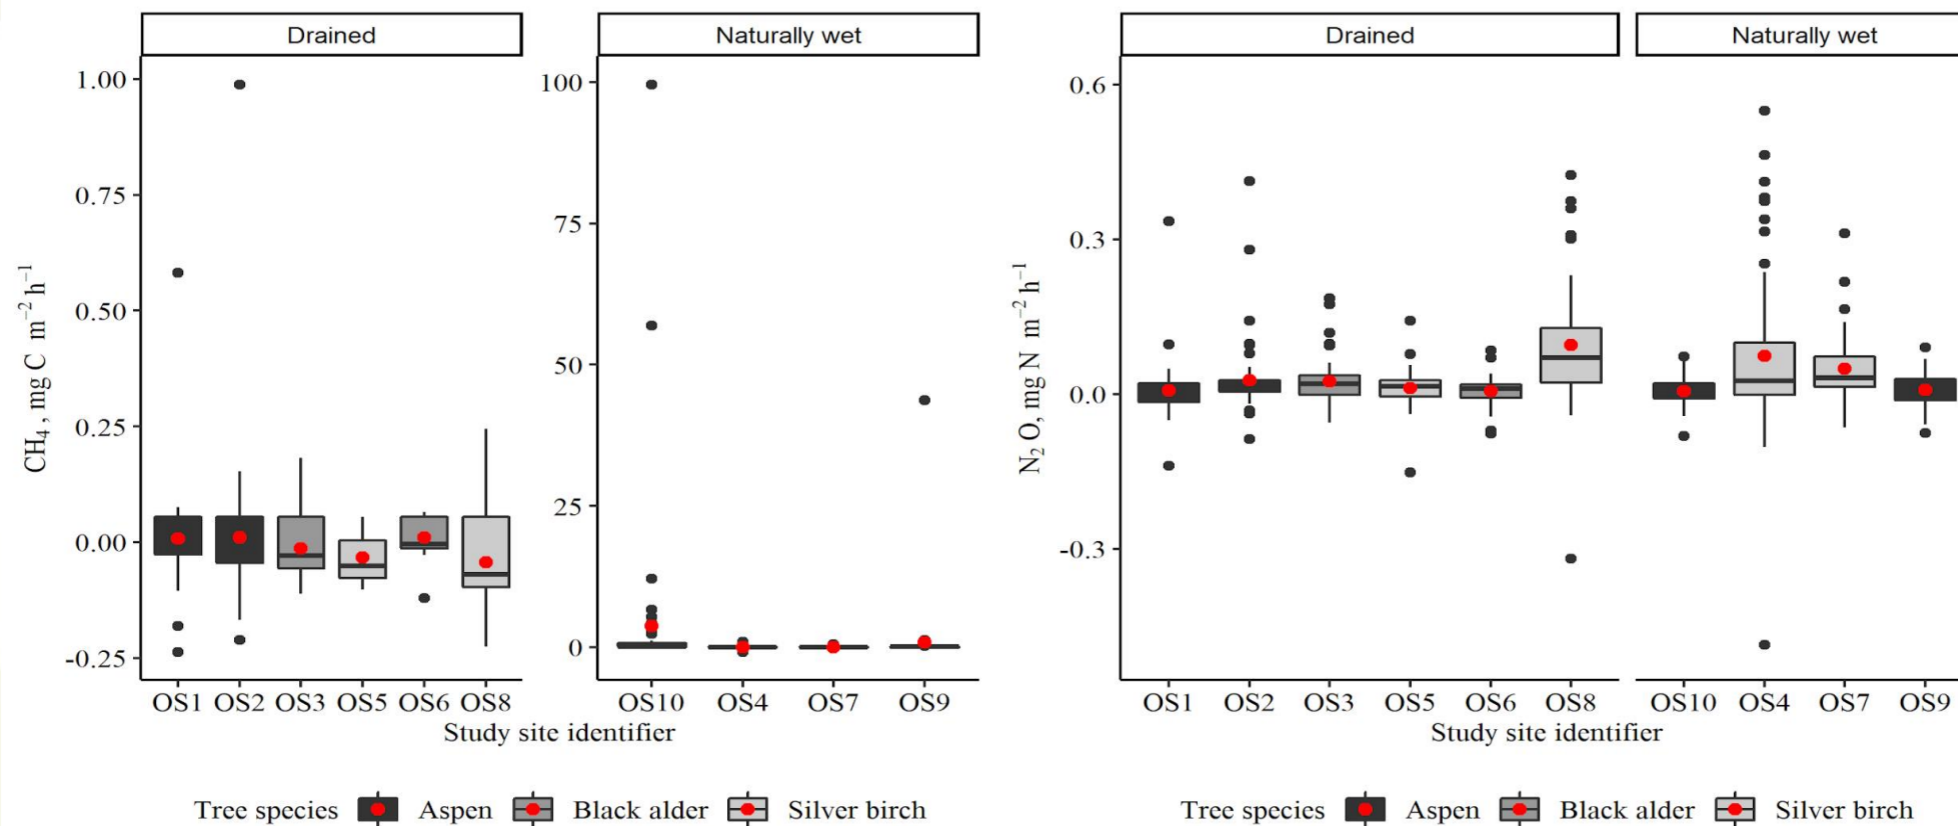 Drained
Naturally wet
CH₄ , mg C m⁻² h⁻¹
1.00
0.75
0.50
0.25
0.00
-0.25
100
75
50
25
0
OS1 OS2 OS3 OS5 OS6 OS8
OS10 OS4 OS7 OS9
Study site identifier
Tree species Aspen Black alder Silver birch
Drained
Naturally wet
N₂ O, mg N m⁻² h⁻¹
0.6
0.3
0.0
-0.3
OS1 OS2 OS3 OS5 OS6 OS8
OS10 OS4 OS7 OS9
Study site identifier
Tree species Aspen Black alder Silver birch